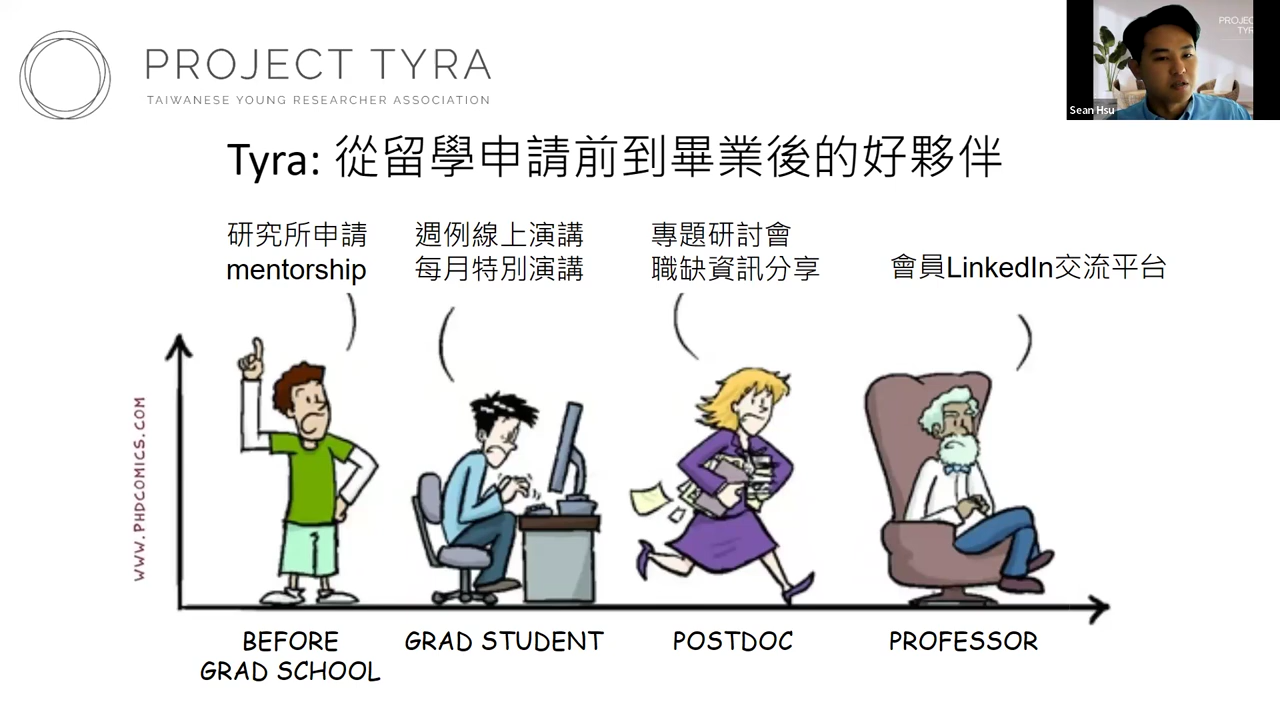 PROJECT TYRA
TAIWANESE YOUNG RESEARCHER ASSOCIATION
PROJEC
TYR
Sean Hsu
Tyra: 從留學申請前到畢業後的好夥伴
研究所申請
mentorship
週例線上演講
每月特別演講
專題研討會
職缺資訊分享
會員LinkedIn交流平台
WWW.PHDCOMICS.COM
BEFORE
GRAD SCHOOL
GRAD STUDENT
POSTDOC
PROFESSOR